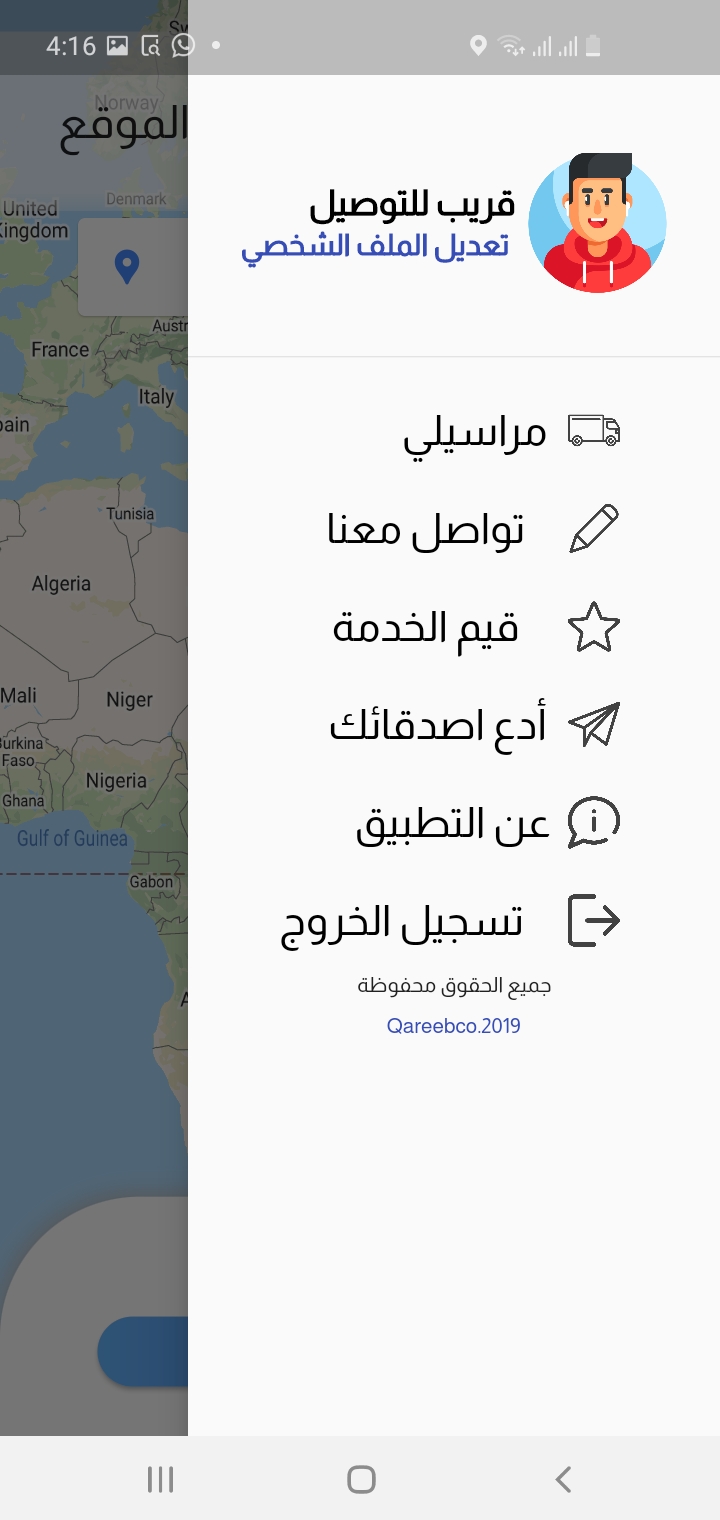 4:16
الموقع
قريب للتوصيل
تعديل الملف الشخصي
مراسيلي
تواصل معنا
قيم الخدمة
أدع اصدقائك
عن التطبيق
تسجيل الخروج
جميع الحقوق محفوظة
Qareebco.2019
Sw
Norway
Denmark
United
Kingdom
Austr
France
Italy
pain
Tunisia
Algeria
Mali
Niger
Burkina
Faso
Nigeria
Ghana
Gulf of Guinea
Gabon
A